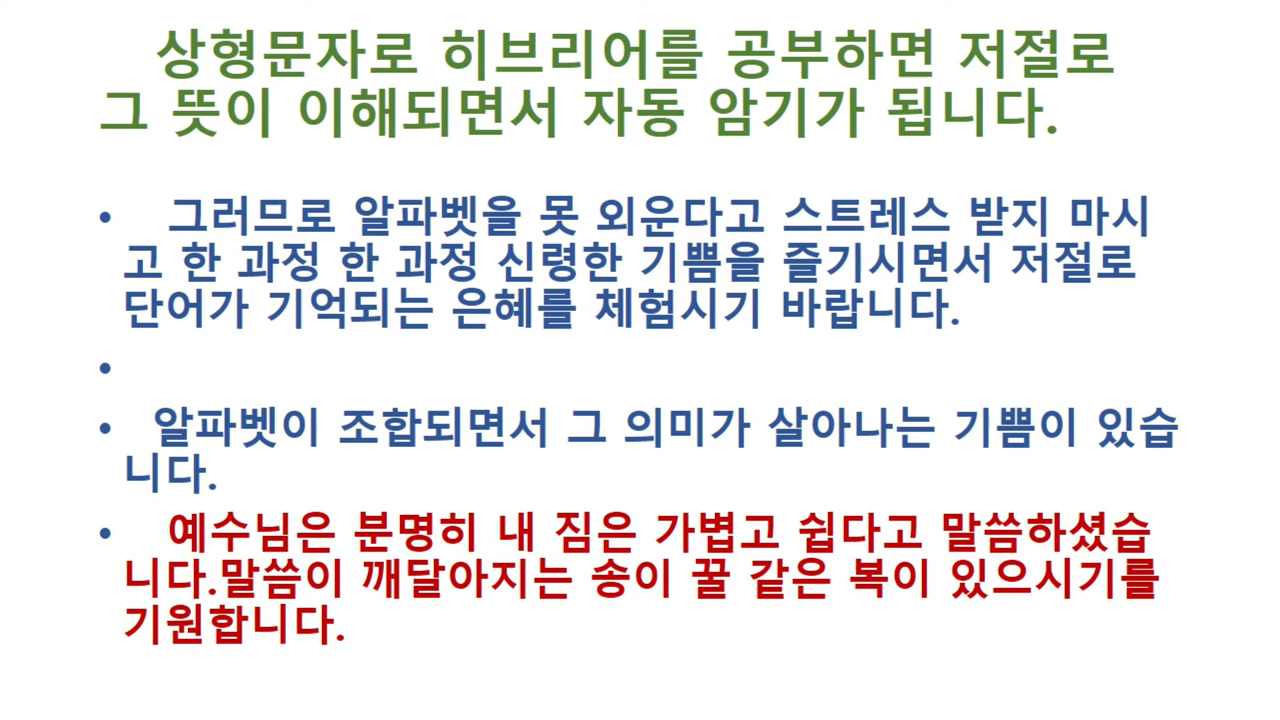 상형문자로 히브리어를 공부하면 저절로
그 뜻이 이해되면서 자동 암기가 됩니다.
• 그러므로 알파벳을 못 외운다고 스트레스 받지 마시
고 한 과정 한 과정 신령한 기쁨을 즐기시면서 저절로
단어가 기억되는 은혜를 체험시기 바랍니다.
•
• 알파벳이 조합되면서 그 의미가 살아나는 기쁨이 있습
니다.
• 예수님은 분명히 내 짐은 가볍고 쉽다고 말씀하셨습
니다.말씀이 깨달아지는 송이 꿀 같은 복이 있으시기를
기원합니다.